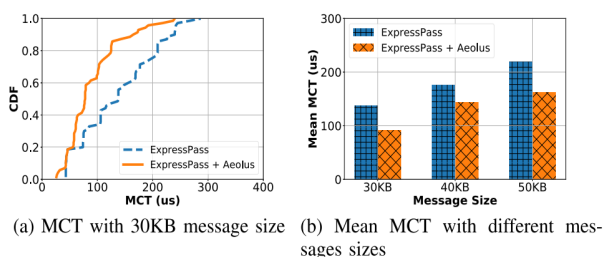 1.0
0.8
0.6
0.4
0.2
0.0
CDF
ExpressPass
ExpressPass + Aeolus
0 100 200 300 400
MCT (us)
(a) MCT with 30KB message size
300
200
100
0
Mean MCT (us)
ExpressPass
ExpressPass + Aeolus
30KB 40KB 50KB
Message Size
(b) Mean MCT with different mes-
sages sizes